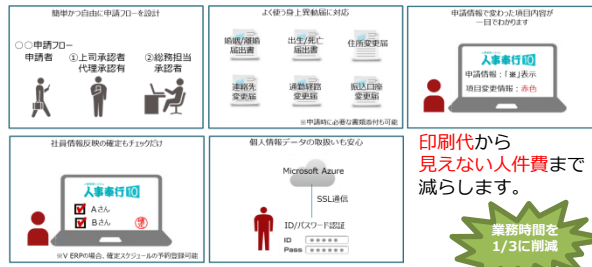 簡単かつ自由に申請フローを設計
○○申請フロー
申請者
①上司承認者
代理承認有
②総務担当
承認者
よく使う身上異動届に対応
婚姻/離婚
届出書
出生/死亡
届出書
住所変更届
連絡先
変更届
通勤経路
変更届
振込口座
変更届
※申請時に必要な書類添付も可能
申請情報で変わった項目内容が
一目でわかります
人事奉行10
申請情報：「※」表示
項目変更情報：赤色
社員情報反映の確定もチェックだけ
人事奉行10
Aさん
Bさん
※V ERPの場合、確定スケジュールの予約登録可能
個人情報データの取扱いも安心
Microsoft Azure
SSL通信
ID/パスワード認証
ID
Pass
印刷代から
見えない人件費まで
減らします。
業務時間を
1/3に削減